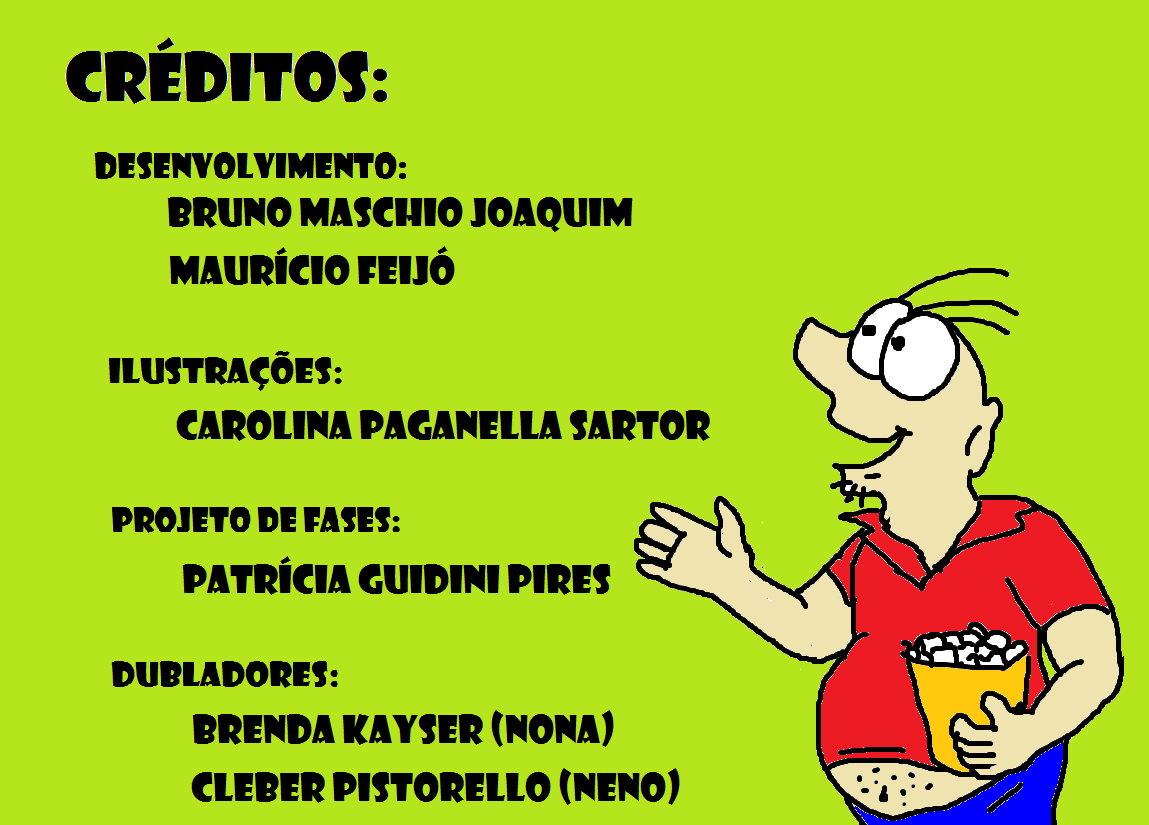 CRÉDITOS:
DESENVOLVIMENTO:
BRUNO MASCHIO JOAQUIM
MAURÍCIO FEIJÓ
ILUSTRAÇÕES:
CAROLINA PAGANELLA SARTOR
PROJETO DE FASES:
PATRÍCIA GUIDINI PIRES
DUBLADORES:
BRENDA KAYSER (NONA)
CLEBER PISTORELLO (NENO)